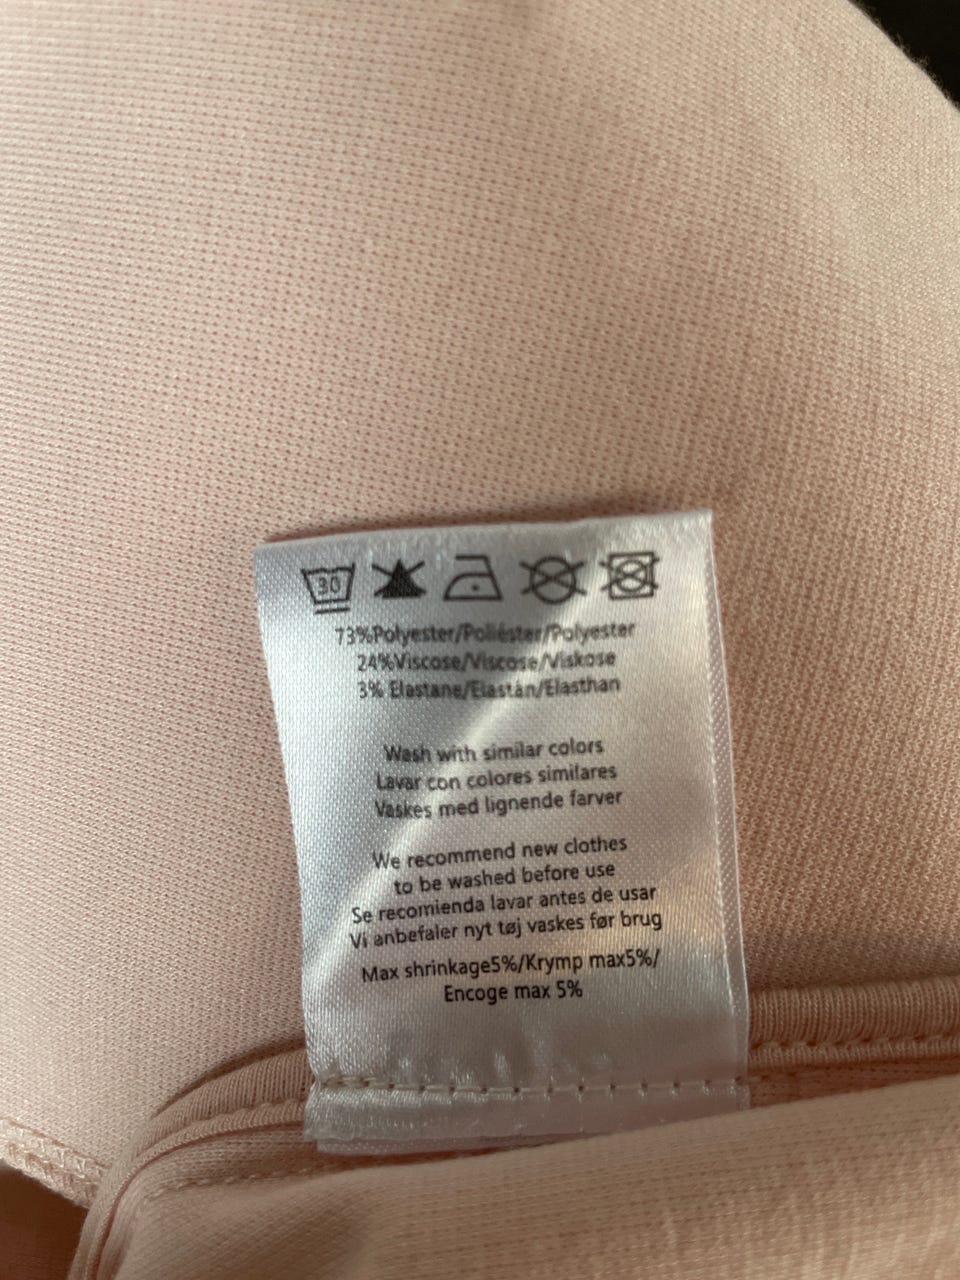 30
73%Polyester/Poliéster/Polyester
24%Viscose/Viscose/Viskose
3% Elastane/Elastán/Elasthan
Wash with similar colors
Lavar con colores similares
Vaskes med lignende farver
We recommend new clothes
to be washed before use
Se recomienda lavar antes de usar
Vi anbefaler nyt tøj vaskes før brug
Max shrinkage5%/Krymp max5%/
Encoge max 5%